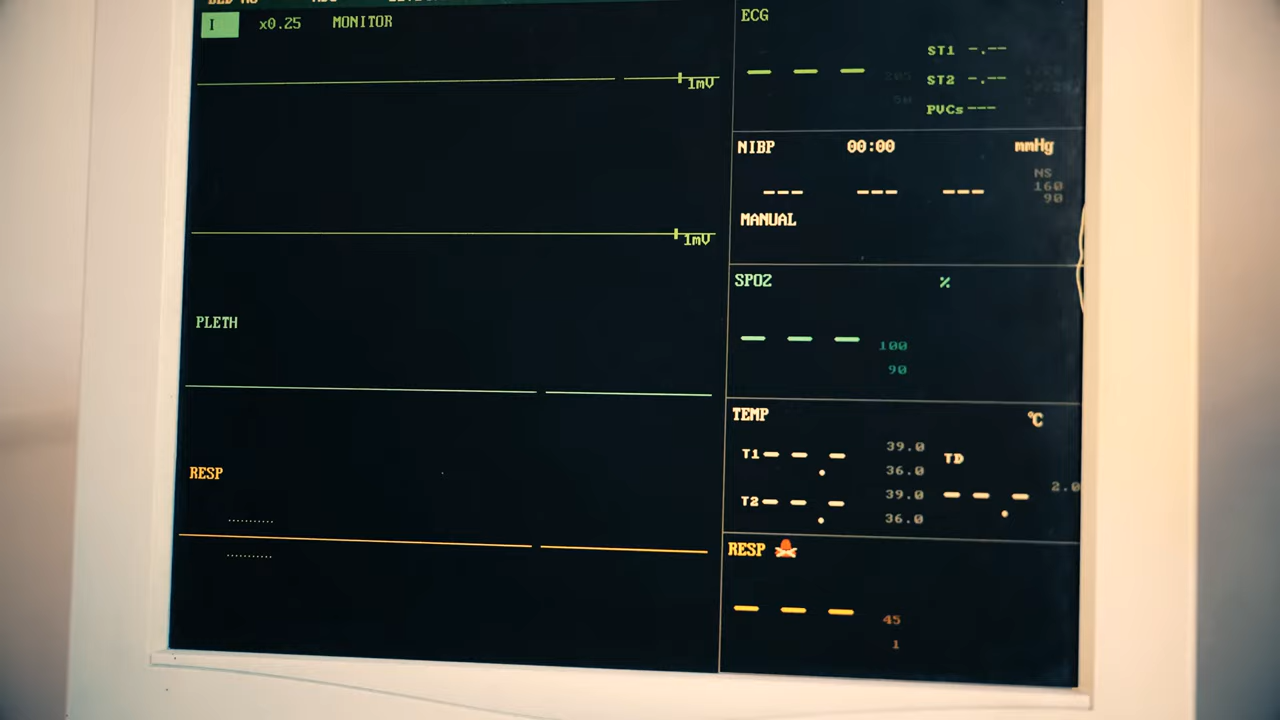 I x0.25 MONITOR
1mV
1mV
PLETH
RESP
ECG
--- ST1 -.--
ST2 -.--
PVCs ---
NIBP 00:00 mmHg
--- --- --- NS
160
90
MANUAL
SPO2 %
--- 100
90
TEMP °C
T1 --.- 39.0 TD
36.0
T2 --.- 39.0 --.- 2.0
36.0
RESP
--- 45
1